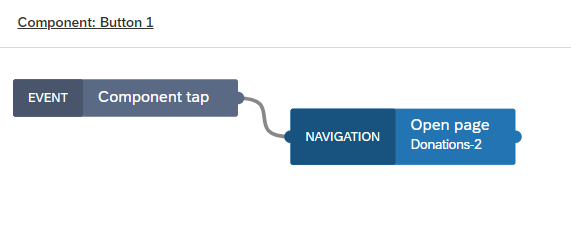 Component: Button 1
EVENT
Component tap
NAVIGATION
Open page
Donations-2